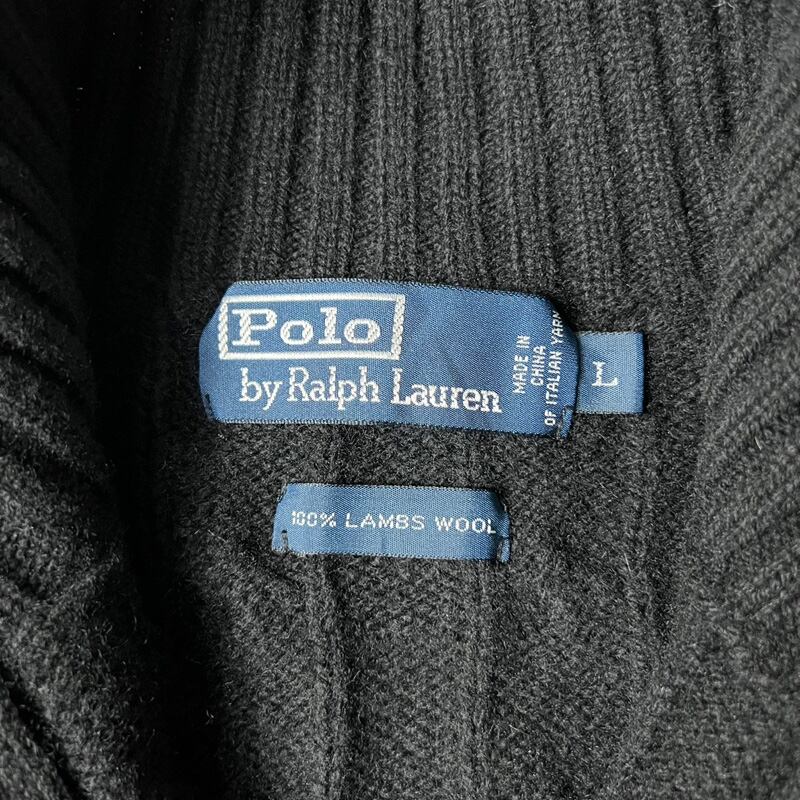 Polo
by Ralph Lauren
MADE IN
CHINA
OF ITALIAN YARN
L
100% LAMBS WOOL